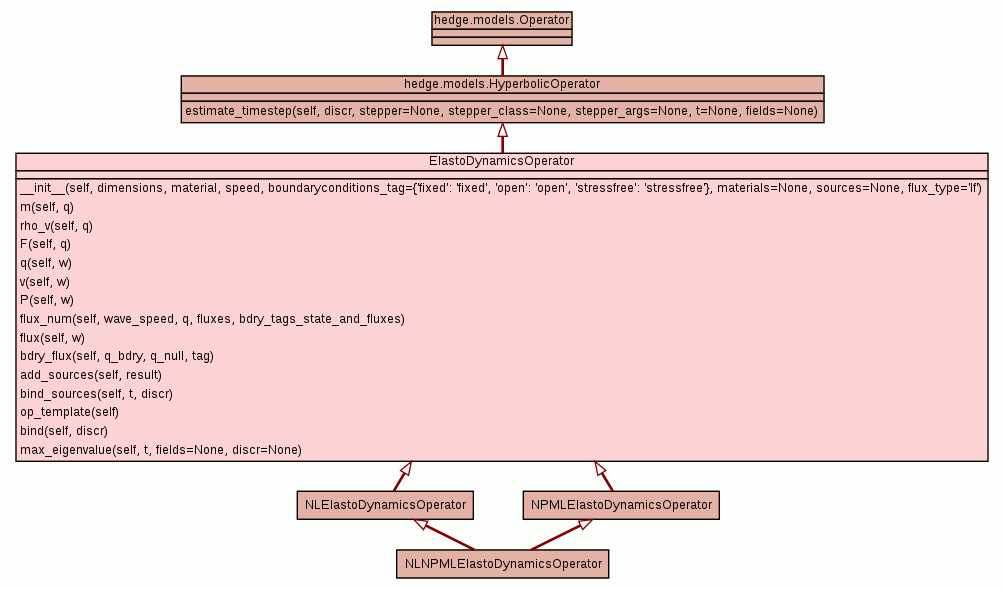 hedge.models.Operator
hedge.models.HyperbolicOperator
estimate_timestep(self, discr, stepper=None, stepper_class=None, stepper_args=None, t=None, fields=None)
ElastoDynamicsOperator
__init__(self, dimensions, material, speed, boundaryconditions_tag={'fixed': 'fixed', 'open': 'open', 'stressfree': 'stressfree'}, materials=None, sources=None, flux_type='lf')
m(self, q)
rho_v(self, q)
F(self, q)
q(self, w)
v(self, w)
P(self, w)
flux_num(self, wave_speed, q, fluxes, bdry_tags_state_and_fluxes)
flux(self, w)
bdry_flux(self, q_bdry, q_null, tag)
add_sources(self, result)
bind_sources(self, t, discr)
op_template(self)
bind(self, discr)
max_eigenvalue(self, t, fields=None, discr=None)
NLElastoDynamicsOperator
NPMLElastoDynamicsOperator
NLNPMLElastoDynamicsOperator